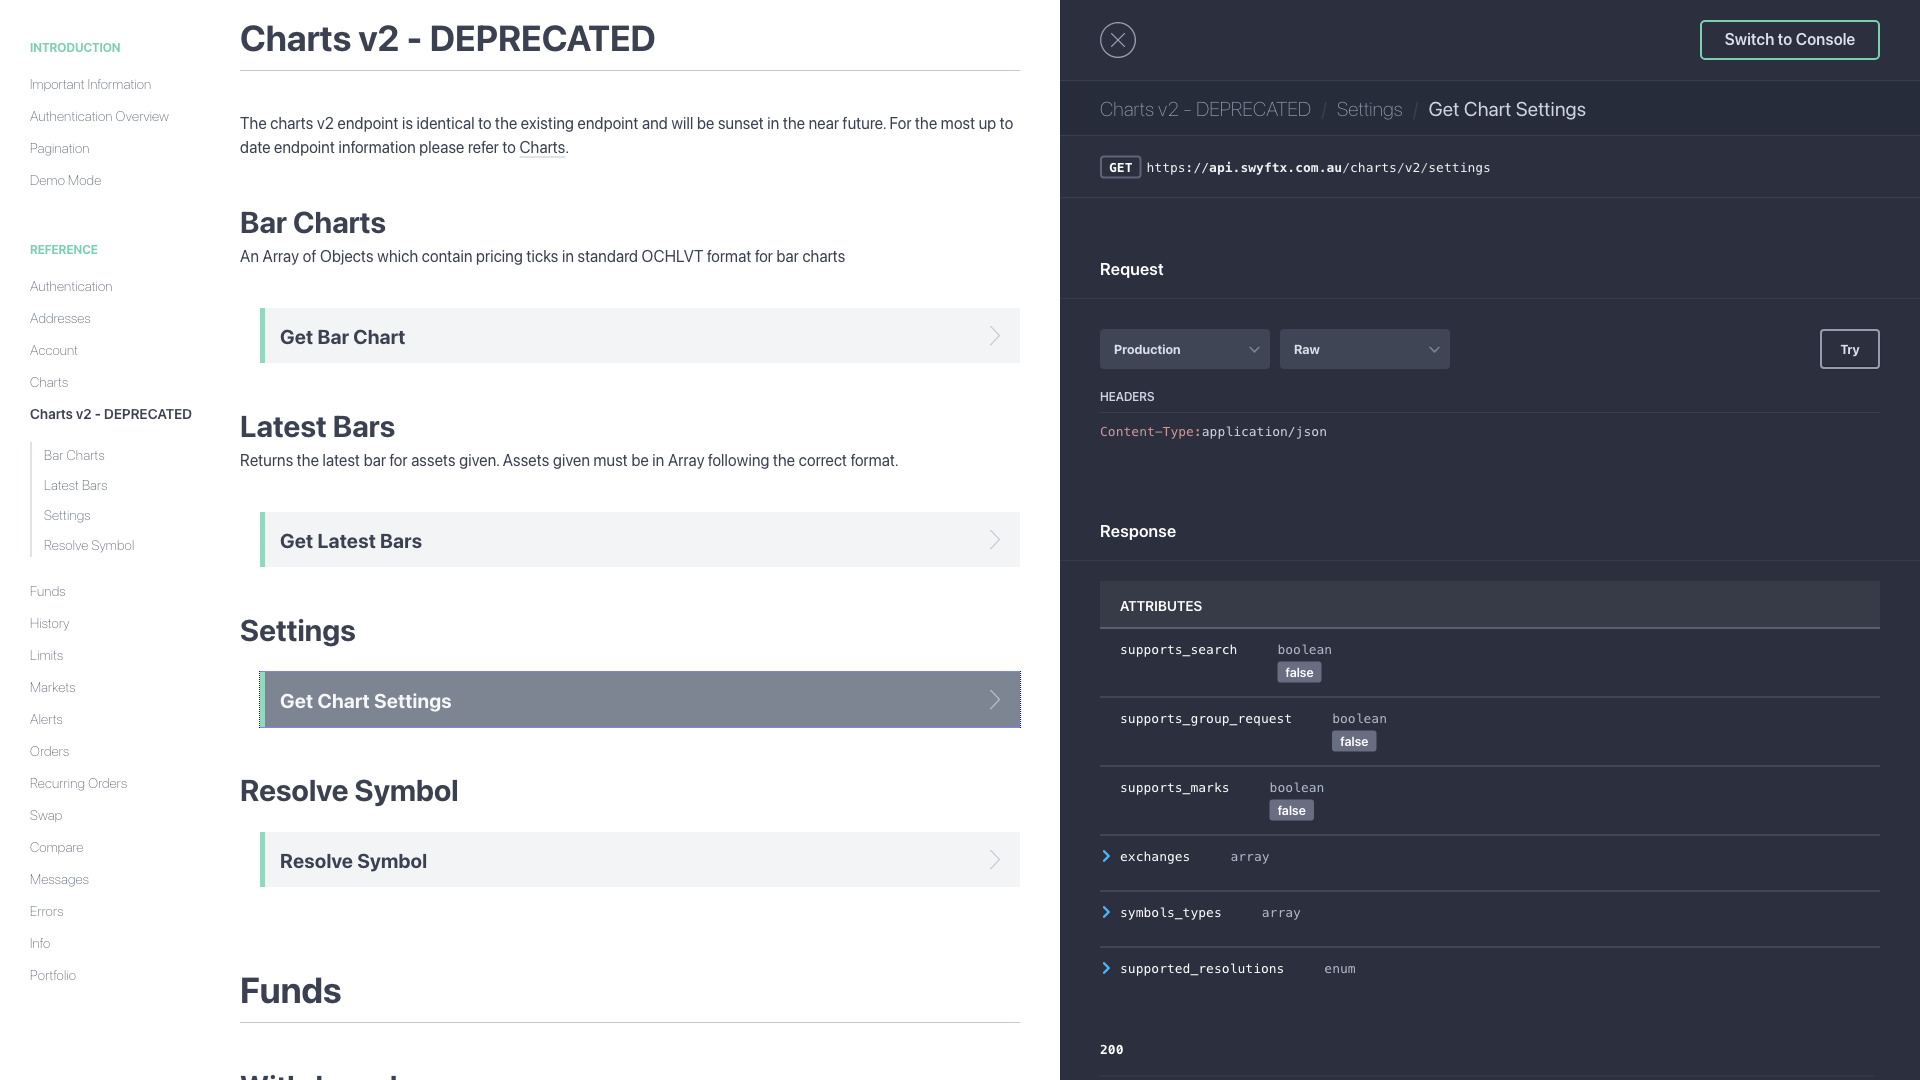 INTRODUCTION
Important Information
Authentication Overview
Pagination
Demo Mode
REFERENCE
Authentication
Addresses
Account
Charts
Charts v2 - DEPRECATED
Bar Charts
Latest Bars
Settings
Resolve Symbol
Funds
History
Limits
Markets
Alerts
Orders
Recurring Orders
Swap
Compare
Messages
Errors
Info
Portfolio
Charts v2 - DEPRECATED
The charts v2 endpoint is identical to the existing endpoint and will be sunset in the near future. For the most up to
date endpoint information please refer to Charts.
Bar Charts
An Array of Objects which contain pricing ticks in standard OCHLVT format for bar charts
Get Bar Chart
Latest Bars
Returns the latest bar for assets given. Assets given must be in Array following the correct format.
Get Latest Bars
Settings
Get Chart Settings
Resolve Symbol
Resolve Symbol
Funds
Switch to Console
Charts v2 - DEPRECATED / Settings / Get Chart Settings
GET https://api.swyftx.com.au/charts/v2/settings
Request
Production Raw Try
HEADERS
Content-Type:application/json
Response
ATTRIBUTES
supports_search boolean
false
supports_group_request boolean
false
supports_marks boolean
false
exchanges array
symbols_types array
supported_resolutions enum
200